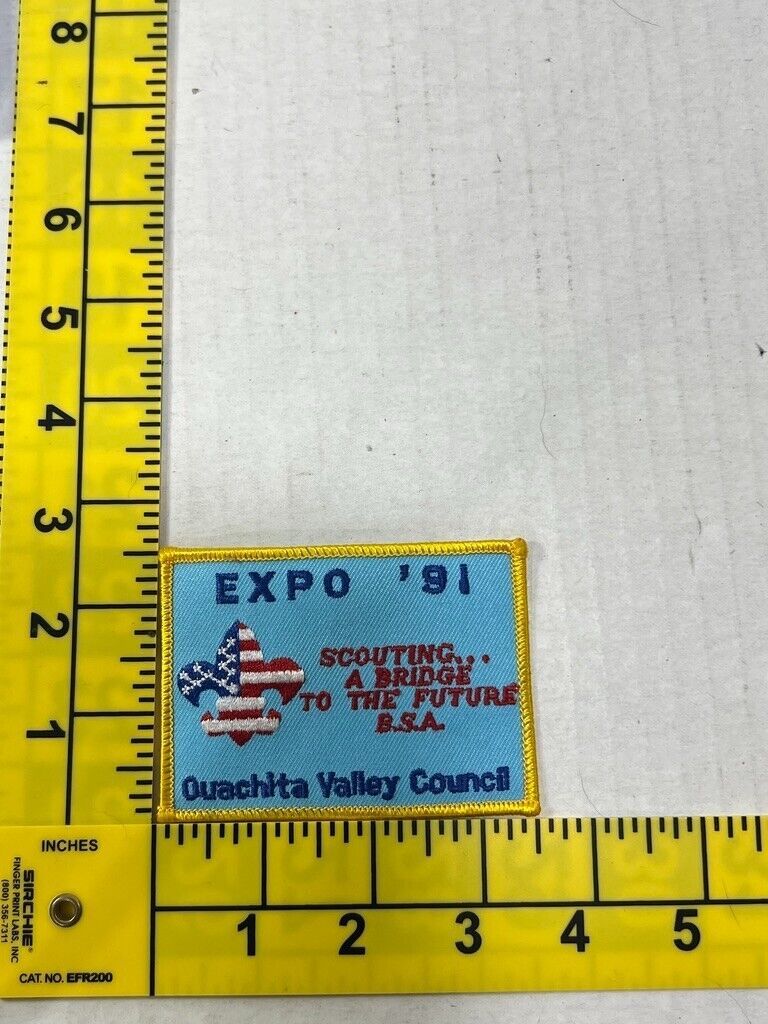 8
7
6
5
4
3
2
1
EXPO '91
SCOUTING...
A BRIDGE
TO THE FUTURE
B.S.A.
Ouachita Valley Council
INCHES
SIRCHIE®
FINGER PRINT LABS, INC
(800) 356-7311
CAT. NO. EFR200
1 2 3 4 5